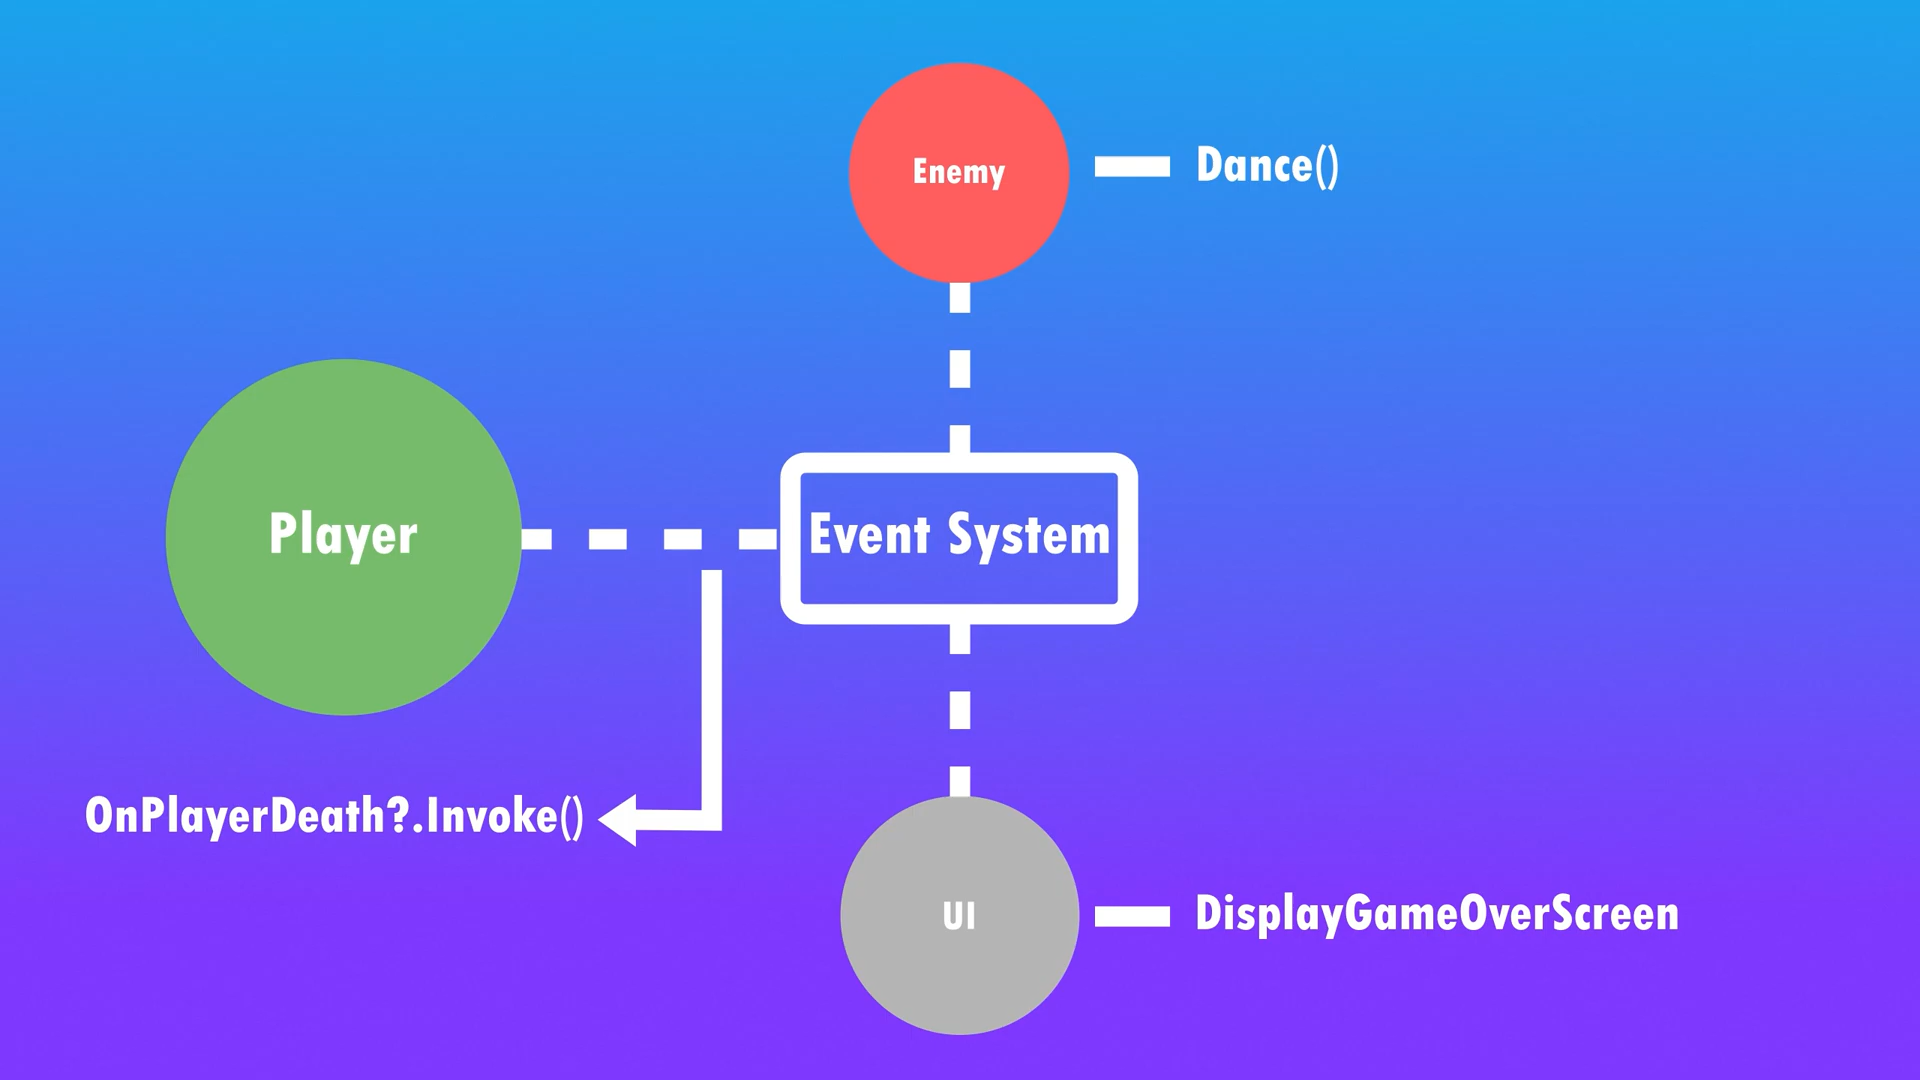 Enemy
Dance()
Player
Event System
OnPlayerDeath?.Invoke()
UI
DisplayGameOverScreen